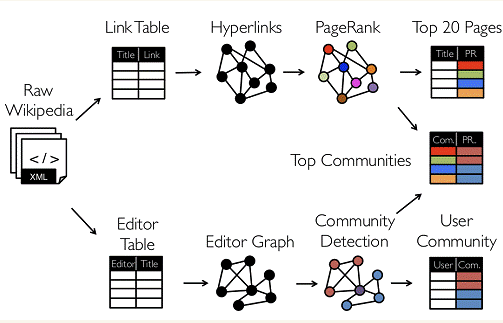 Link Table
Hyperlinks
PageRank
Top 20 Pages
Title Link
Title PR
Raw
Wikipedia
</>
XML
Top Communities
Com. PR.
Editor
Table
Editor Graph
Community
Detection
User
Community
Editor Title
User Com.